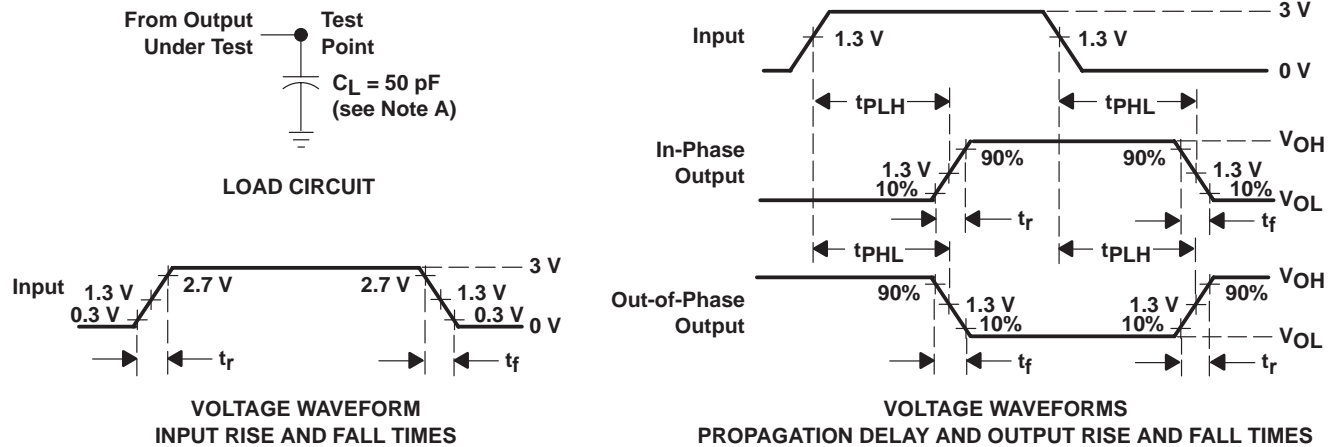 From Output
Under Test
Test
Point
CL = 50 pF
(see Note A)
LOAD CIRCUIT
Input
1.3 V
0.3 V
2.7 V
2.7 V
1.3 V
0.3 V
3 V
0 V
tr
tf
VOLTAGE WAVEFORM
INPUT RISE AND FALL TIMES
Input
1.3 V
1.3 V
3 V
0 V
tPLH
tPHL
In-Phase
Output
1.3 V
10%
90%
90%
1.3 V
10%
VOH
VOL
tr
tf
tPHL
tPLH
Out-of-Phase
Output
90%
1.3 V
10%
1.3 V
10%
90%
VOH
VOL
tf
tr
VOLTAGE WAVEFORMS
PROPAGATION DELAY AND OUTPUT RISE AND FALL TIMES